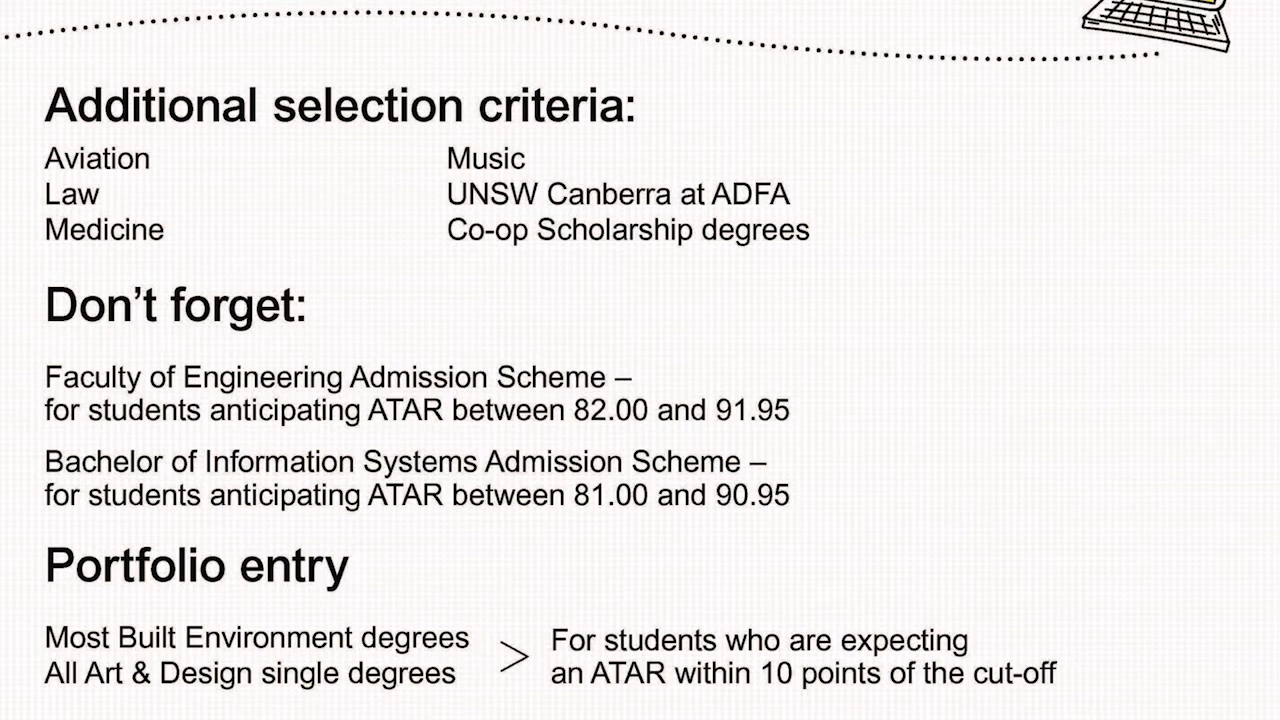 Additional selection criteria:
Aviation
Law
Medicine
Music
UNSW Canberra at ADFA
Co-op Scholarship degrees
Don’t forget:
Faculty of Engineering Admission Scheme –
for students anticipating ATAR between 82.00 and 91.95
Bachelor of Information Systems Admission Scheme –
for students anticipating ATAR between 81.00 and 90.95
Portfolio entry
Most Built Environment degrees
All Art & Design single degrees
>
For students who are expecting
an ATAR within 10 points of the cut-off